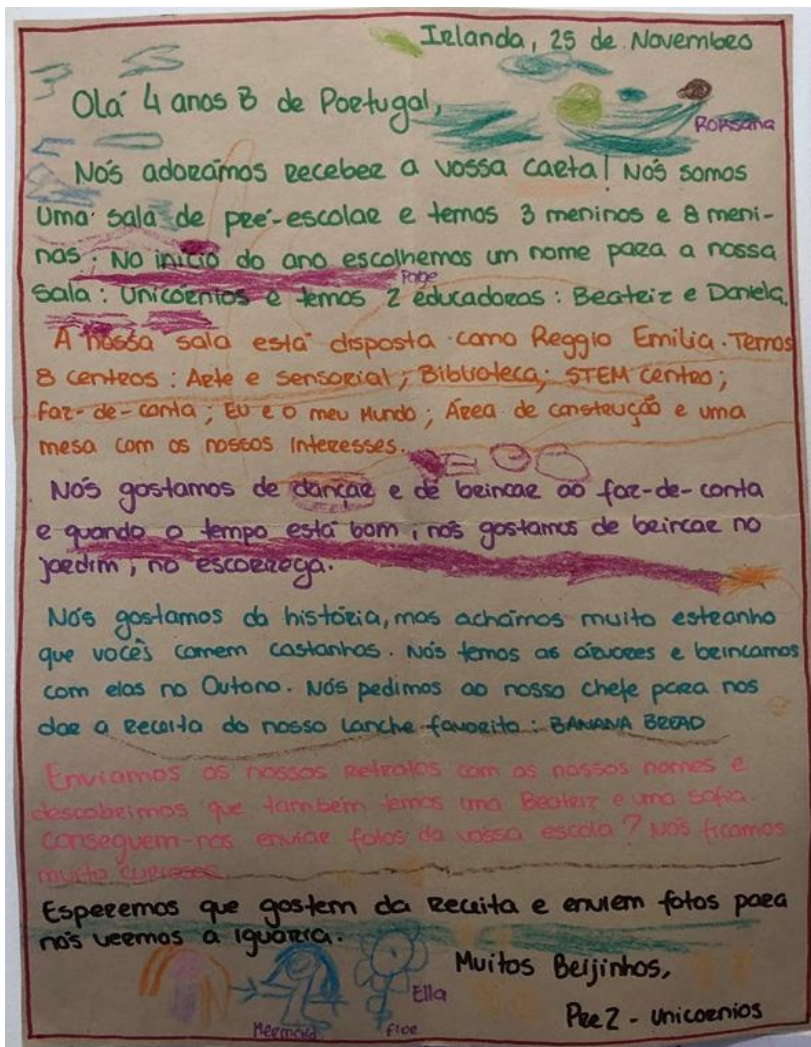 Irlanda, 25 de Novembro
Olá 4 anos B de Portugal,
Roksana
Nós adorámos receber a vossa carta! Nós somos
uma sala de pré-escolar e temos 3 meninos e 8 meni-
nas. No início do ano escolhemos um nome para a nossa
Paige
sala: Unicórnios e temos 2 educadoras: Beatriz e Daniela.
A nossa sala está disposta como Reggio Emilia. Temos
8 centros: Arte e sensorial; Biblioteca; STEM centro;
faz-de-conta; Eu e o meu Mundo; Área de construção e uma
mesa com os nossos interesses.
Nós gostamos de dançar e de brincar ao faz-de-conta
e quando o tempo está bom, nós gostamos de brincar no
jardim, no escorrega.
Nós gostamos da história, mas achámos muito estranho
que vocês comem castanhas. Nós temos as árvores e brincamos
com elas no Outono. Nós pedimos ao nosso chefe para nos
dar a receita do nosso lanche favorito: BANANA BREAD
Enviamos os nossos retratos com os nossos nomes e
descobrimos que também temos uma Beatriz e uma Sofia.
Conseguem-nos enviar fotos da vossa escola? Nós ficamos
muito curiosos
Esperemos que gostem da receita e enviem fotos para
nós vermos a iguaria.
Muitos Beijinhos,
Ella
Mermaid
flor
Pre 2 - Unicornios